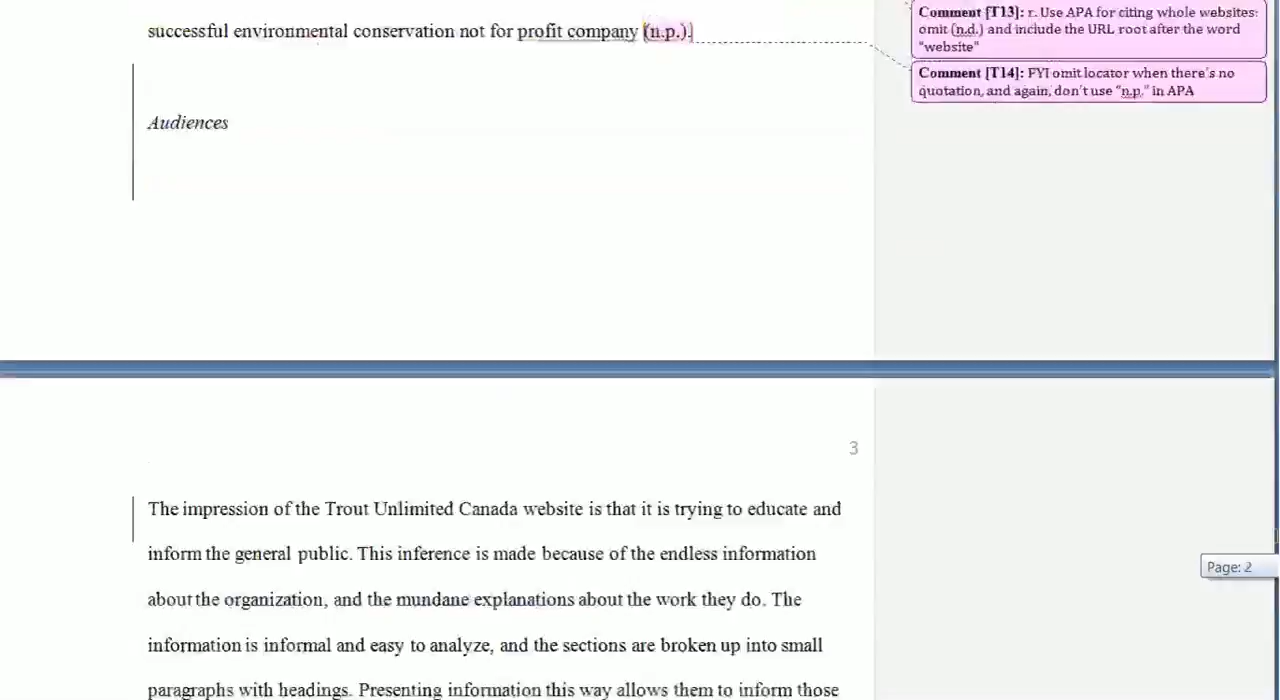 successful environmental conservation not for profit company (n.p.).
Comment [T13]: r. Use APA for citing whole websites:
omit (n.d.) and include the URL root after the word
"website"
Comment [T14]: FYI omit locator when there's no
quotation, and again, don't use "n.p." in APA
Audiences
3
The impression of the Trout Unlimited Canada website is that it is trying to educate and
inform the general public. This inference is made because of the endless information
about the organization, and the mundane explanations about the work they do. The
information is informal and easy to analyze, and the sections are broken up into small
paragraphs with headings. Presenting information this way allows them to inform those
Page: 2